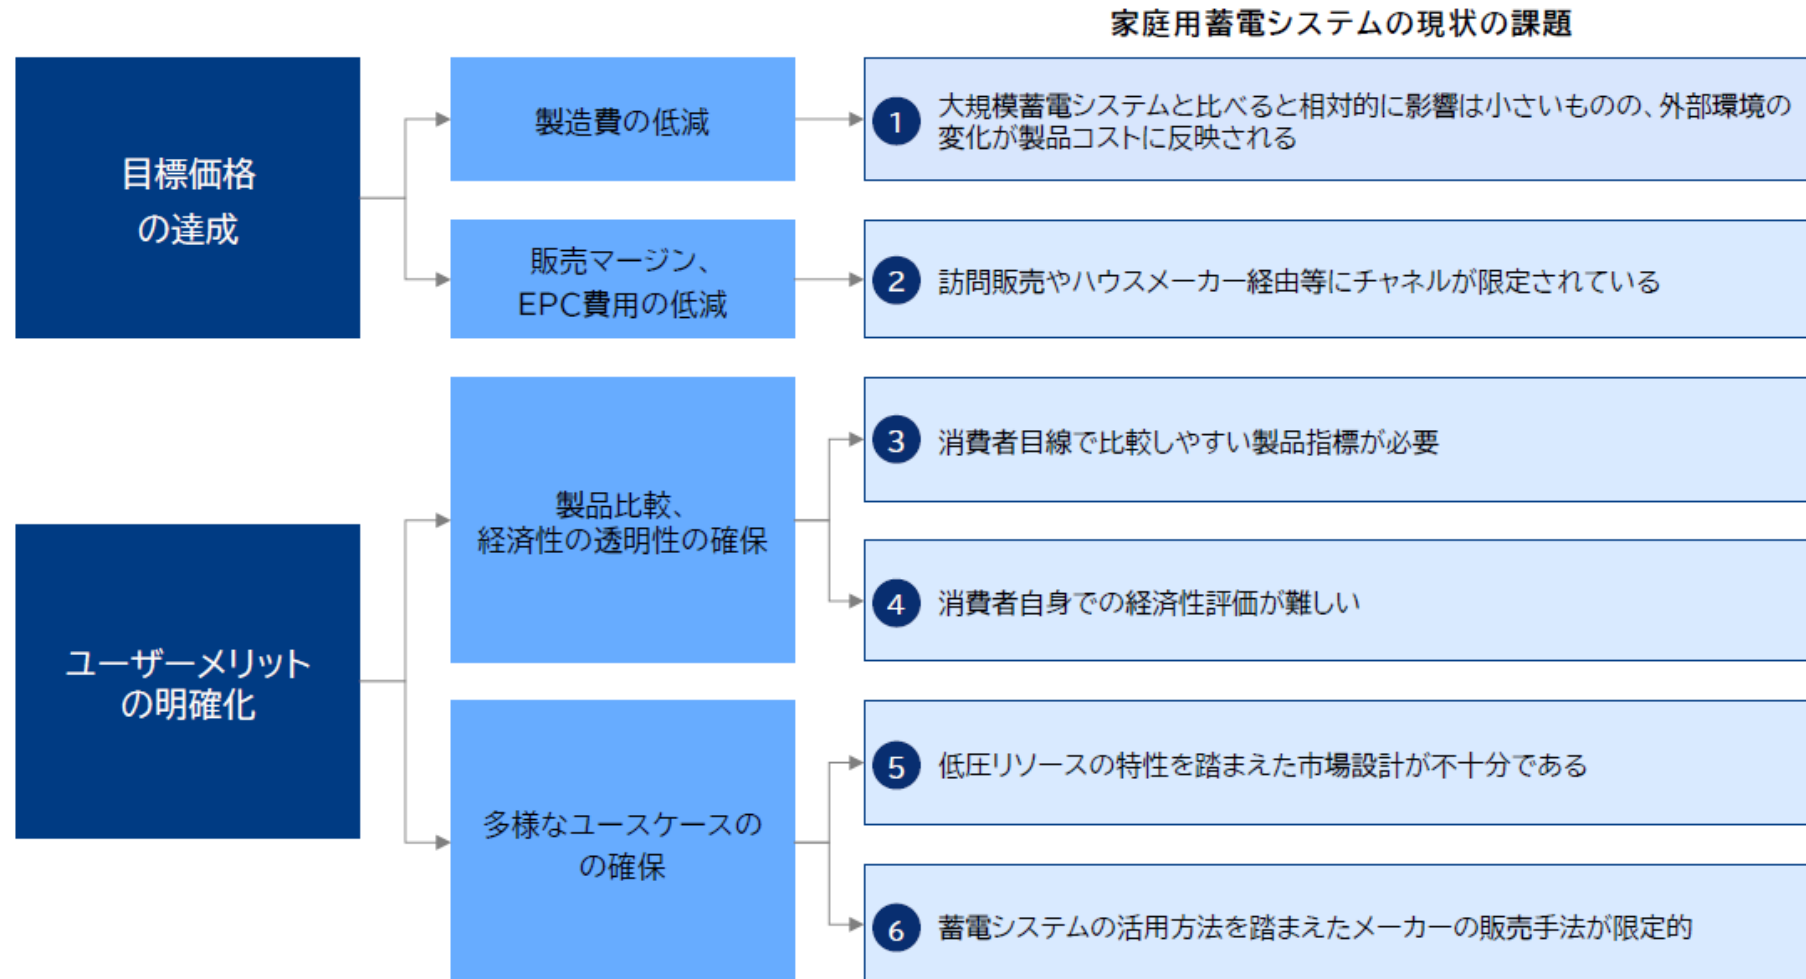 家庭用蓄電システムの現状の課題
目標価格
の達成
製造費の低減
1
大規模蓄電システムと比べると相対的に影響は小さいものの、外部環境の
変化が製品コストに反映される
販売マージン、
EPC費用の低減
2
訪問販売やハウスメーカー経由等にチャネルが限定されている
ユーザーメリット
の明確化
製品比較、
経済性の透明性の確保
3
消費者目線で比較しやすい製品指標が必要
4
消費者自身での経済性評価が難しい
多様なユースケースの
の確保
5
低圧リソースの特性を踏まえた市場設計が不十分である
6
蓄電システムの活用方法を踏まえたメーカーの販売手法が限定的